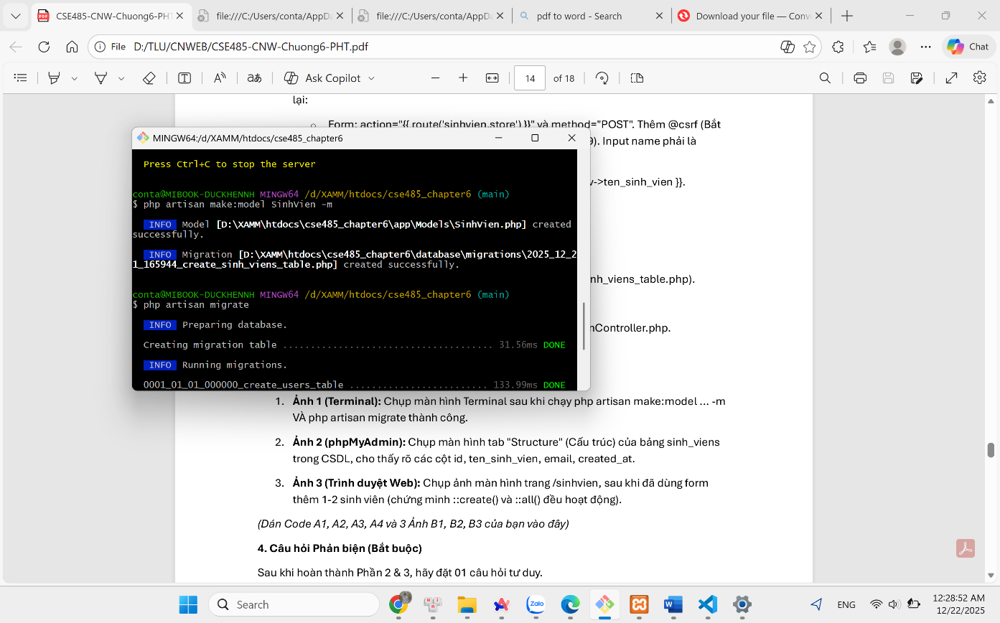 CSE485-CNW-Chuong6-PHT
file:///C:/Users/conta/AppDa
file:///C:/Users/conta/AppDa
pdf to word - Search
Download your file — Conv
File D:/TLU/CNWEB/CSE485-CNW-Chuong6-PHT.pdf
Chat
Ask Copilot
14 of 18
lại:
Form: action="{{ route('sinhvien.store') }}" và method="POST". Thêm @csrf (Bắt
9). Input name phải là
MINGW64:/d/XAMM/htdocs/cse485_chapter6
Press Ctrl+C to stop the server
v->ten_sinh_vien }}.
conta@MIBOOK-DUCKHENNH MINGW64 /d/XAMM/htdocs/cse485_chapter6 (main)
$ php artisan make:model SinhVien -m
INFO Model [D:\XAMM\htdocs\cse485_chapter6\app\Models\SinhVien.php] created
successfully.
INFO Migration [D:\XAMM\htdocs\cse485_chapter6\database\migrations\2025_12_2
1_165944_create_sinh_viens_table.php] created successfully.
nh_viens_table.php).
conta@MIBOOK-DUCKHENNH MINGW64 /d/XAMM/htdocs/cse485_chapter6 (main)
$ php artisan migrate
INFO Preparing database.
nController.php.
Creating migration table ...................................... 31.56ms DONE
INFO Running migrations.
0001_01_01_000000_create_users_table ......................... 133.99ms DONE
1. Ảnh 1 (Terminal): Chụp màn hình Terminal sau khi chạy php artisan make:model ... -m
VÀ php artisan migrate thành công.
2. Ảnh 2 (phpMyAdmin): Chụp màn hình tab "Structure" (Cấu trúc) của bảng sinh_viens
trong CSDL, cho thấy rõ các cột id, ten_sinh_vien, email, created_at.
3. Ảnh 3 (Trình duyệt Web): Chụp ảnh màn hình trang /sinhvien, sau khi đã dùng form
thêm 1-2 sinh viên (chứng minh ::create() và ::all() đều hoạt động).
(Dán Code A1, A2, A3, A4 và 3 Ảnh B1, B2, B3 của bạn vào đây)
4. Câu hỏi Phản biện (Bắt buộc)
Sau khi hoàn thành Phần 2 & 3, hãy đặt 01 câu hỏi tư duy.
Search
Zalo
ENG
12:28:52 AM
12/22/2025